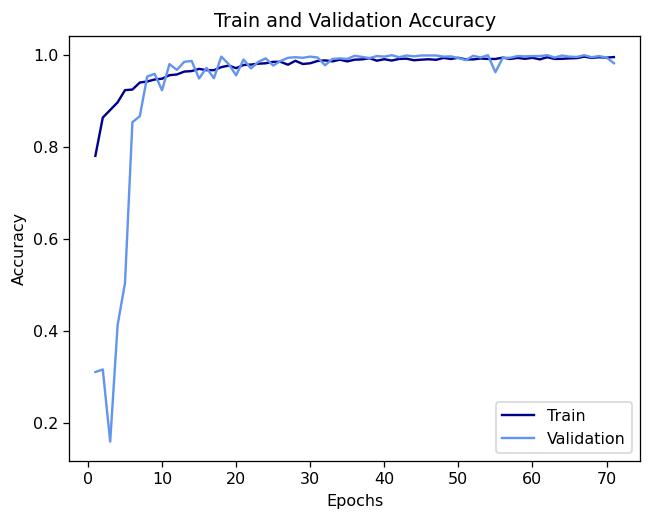 Train and Validation Accuracy
1.0
0.8
0.6
0.4
0.2
Accuracy
Train
Validation
0 10 20 30 40 50 60 70
Epochs